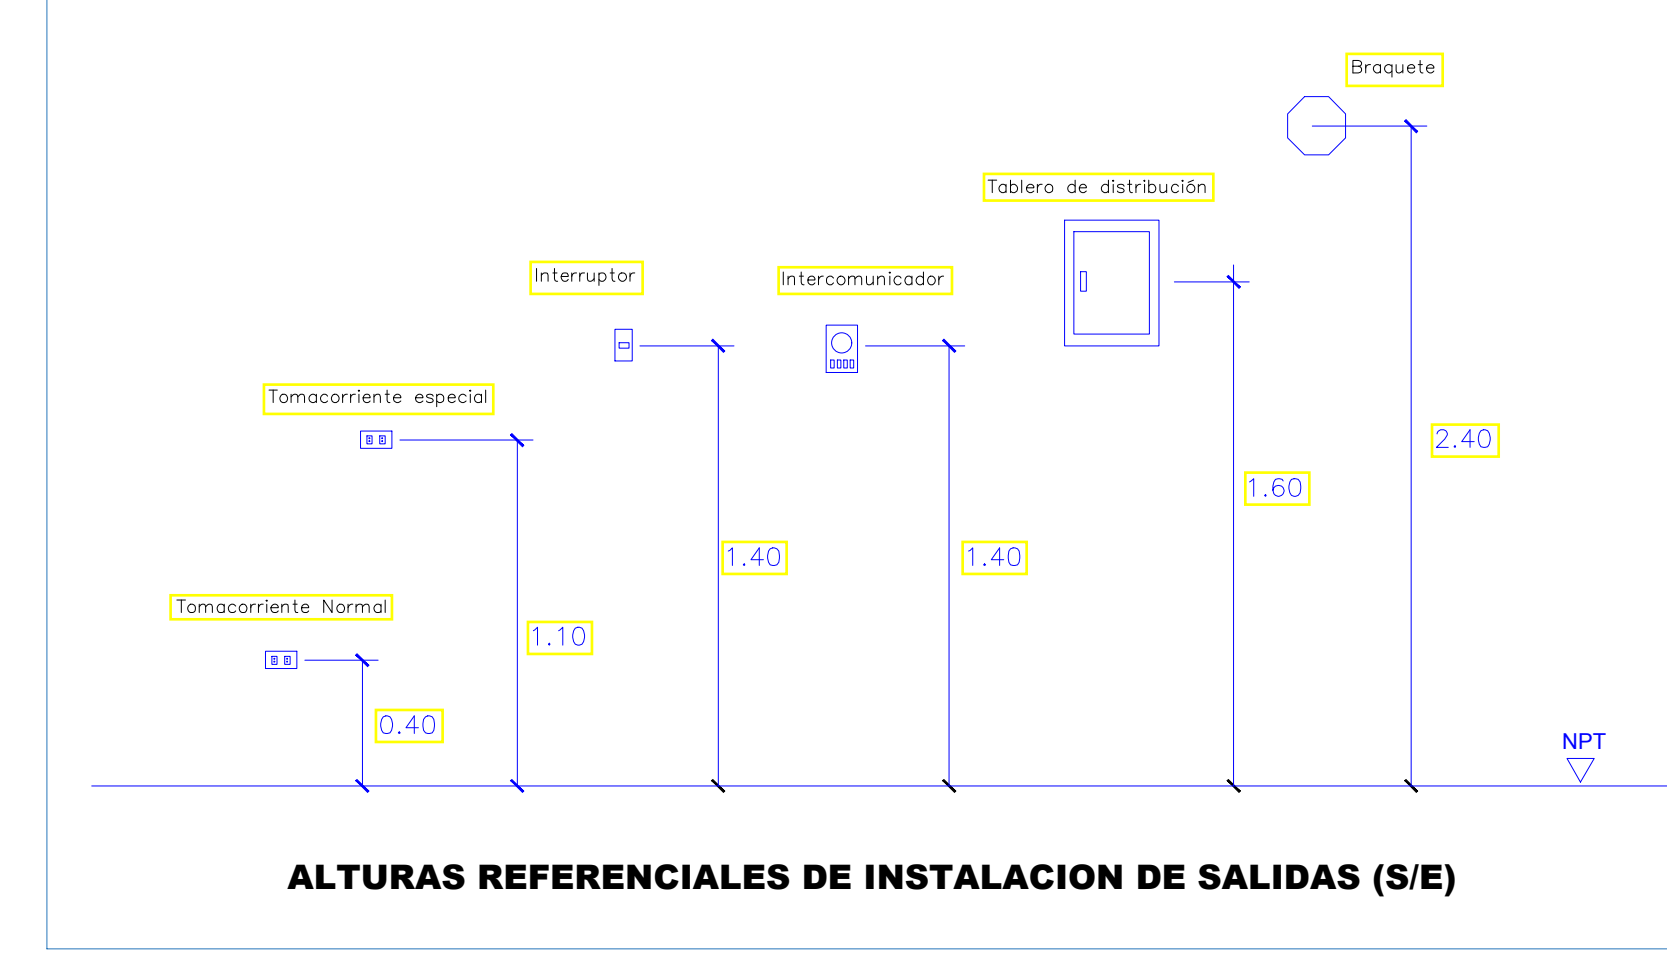 Braquete
Tablero de distribución
Interruptor
Intercomunicador
Tomacorriente especial
2.40
1.60
1.40
1.40
Tomacorriente Normal
1.10
0.40
NPT
ALTURAS REFERENCIALES DE INSTALACION DE SALIDAS (S/E)